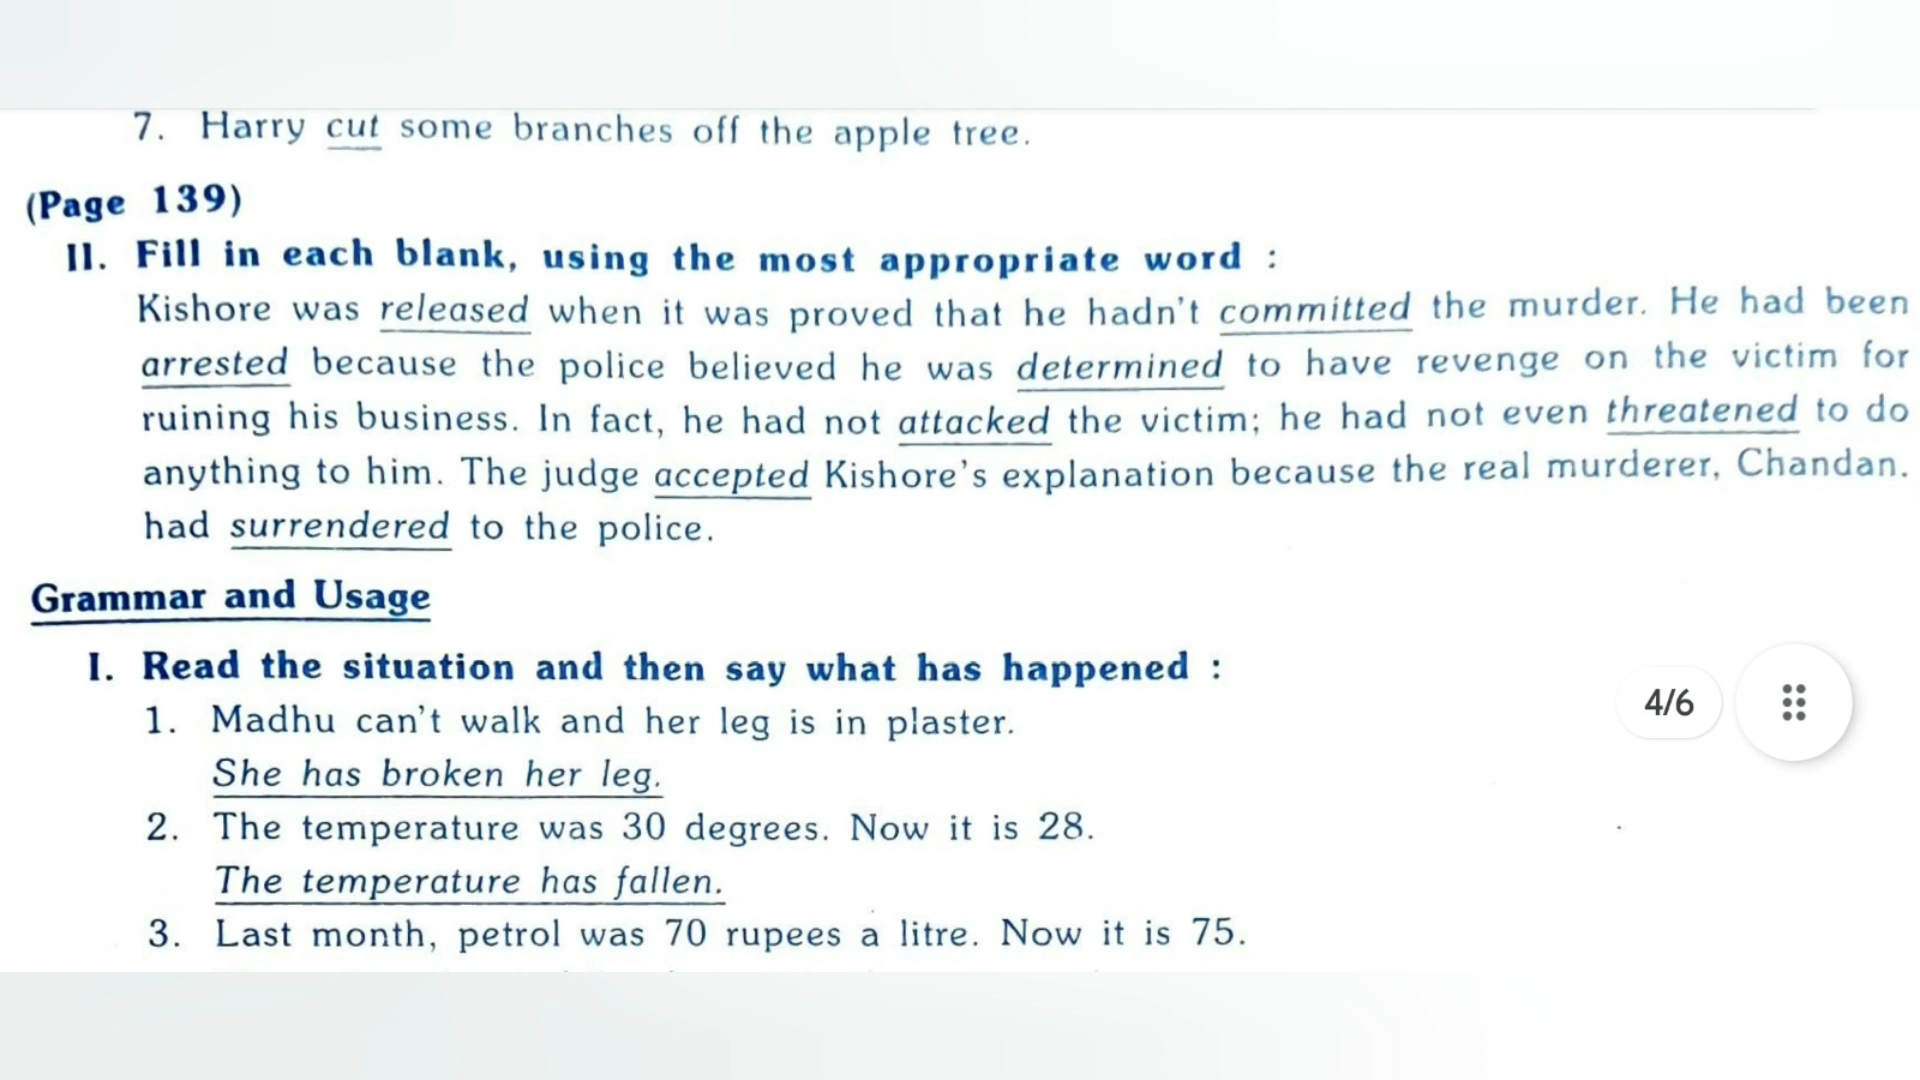 7. Harry cut some branches off the apple tree.
(Page 139)
II. Fill in each blank, using the most appropriate word :
Kishore was released when it was proved that he hadn't committed the murder. He had been
arrested because the police believed he was determined to have revenge on the victim for
ruining his business. In fact, he had not attacked the victim; he had not even threatened to do
anything to him. The judge accepted Kishore's explanation because the real murderer, Chandan.
had surrendered to the police.
Grammar and Usage
I. Read the situation and then say what has happened :
1. Madhu can't walk and her leg is in plaster.
She has broken her leg.
4/6
2. The temperature was 30 degrees. Now it is 28.
The temperature has fallen.
3. Last month, petrol was 70 rupees a litre. Now it is 75.